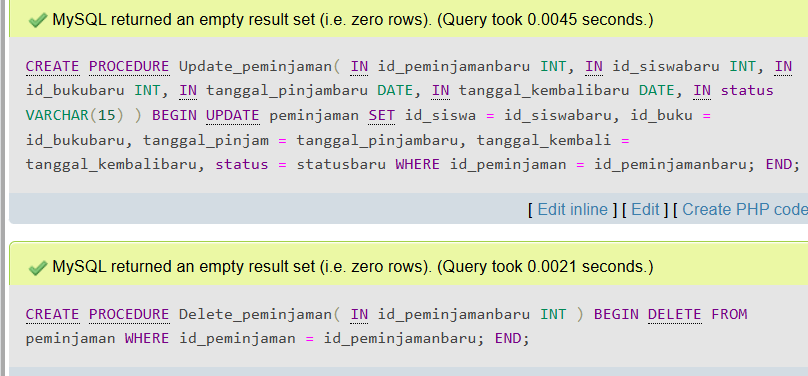 MySQL returned an empty result set (i.e. zero rows). (Query took 0.0045 seconds.)
CREATE PROCEDURE Update_peminjaman( IN id_peminjamanbaru INT, IN id_siswabaru INT, IN
id_bukubaru INT, IN tanggal_pinjambaru DATE, IN tanggal_kembalibaru DATE, IN status
VARCHAR(15) ) BEGIN UPDATE peminjaman SET id_siswa = id_siswabaru, id_buku =
id_bukubaru, tanggal_pinjam = tanggal_pinjambaru, tanggal_kembali =
tanggal_kembalibaru, status = statusbaru WHERE id_peminjaman = id_peminjamanbaru; END;
[ Edit inline ] [ Edit ] [ Create PHP code
MySQL returned an empty result set (i.e. zero rows). (Query took 0.0021 seconds.)
CREATE PROCEDURE Delete_peminjaman( IN id_peminjamanbaru INT ) BEGIN DELETE FROM
peminjaman WHERE id_peminjaman = id_peminjamanbaru; END;